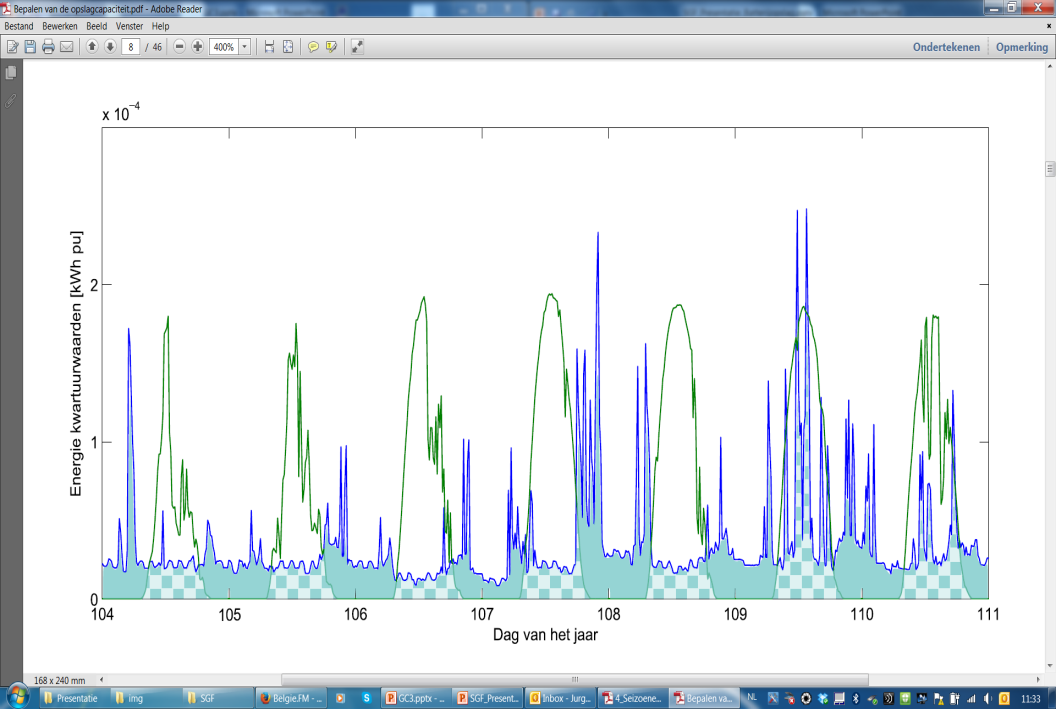 Bepalen van de opslagcapaciteit.pdf - Adobe Reader
Bestand Bewerken Beeld Venster Help
8 / 46 400% Ondertekenen Opmerking
x 10⁻⁴
Energie kwartuurwaarden [kWh pu]
2
1
0
104 105 106 107 108 109 110 111
Dag van het jaar
168 x 240 mm
Presentatie img SGF Belgie.FM - ... GC3.pptx - ... SGF_Present... Inbox - Jurg... 4_Seizoene... Bepalen va... NL 11:33